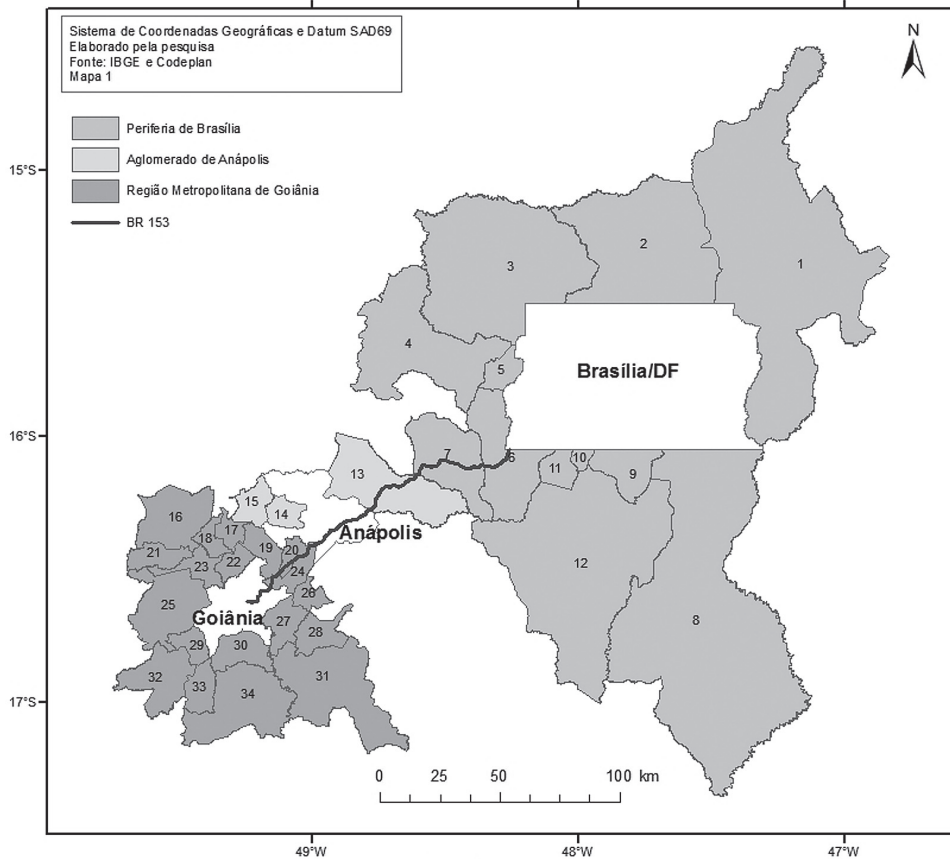 Sistema de Coordenadas Geográficas e Datum SAD69
Elaborado pela pesquisa
Fonte: IBGE e Codeplan
Mapa 1
N
Periferia de Brasília
Aglomerado de Anápolis
Região Metropolitana de Goiânia
BR 153
15°S
16°S
17°S
1
2
3
4
5
Brasília/DF
6
7
10
11
9
13
15
14
Anápolis
16
17
18
19
20
21
22
23
24
12
25
26
Goiânia
27
28
8
29
30
31
32
33
34
0 25 50 100 km
49°W
48°W
47°W